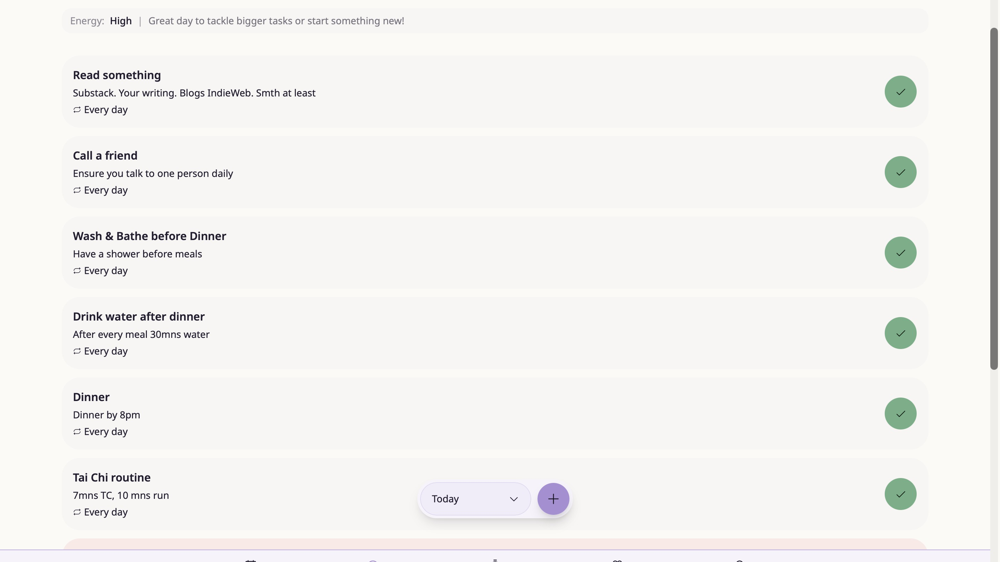 Energy: High | Great day to tackle bigger tasks or start something new!
Read something
Substack. Your writing. Blogs IndieWeb. Smth at least
Every day
Call a friend
Ensure you talk to one person daily
Every day
Wash & Bathe before Dinner
Have a shower before meals
Every day
Drink water after dinner
After every meal 30mns water
Every day
Dinner
Dinner by 8pm
Every day
Tai Chi routine
7mns TC, 10 mns run
Every day
Today